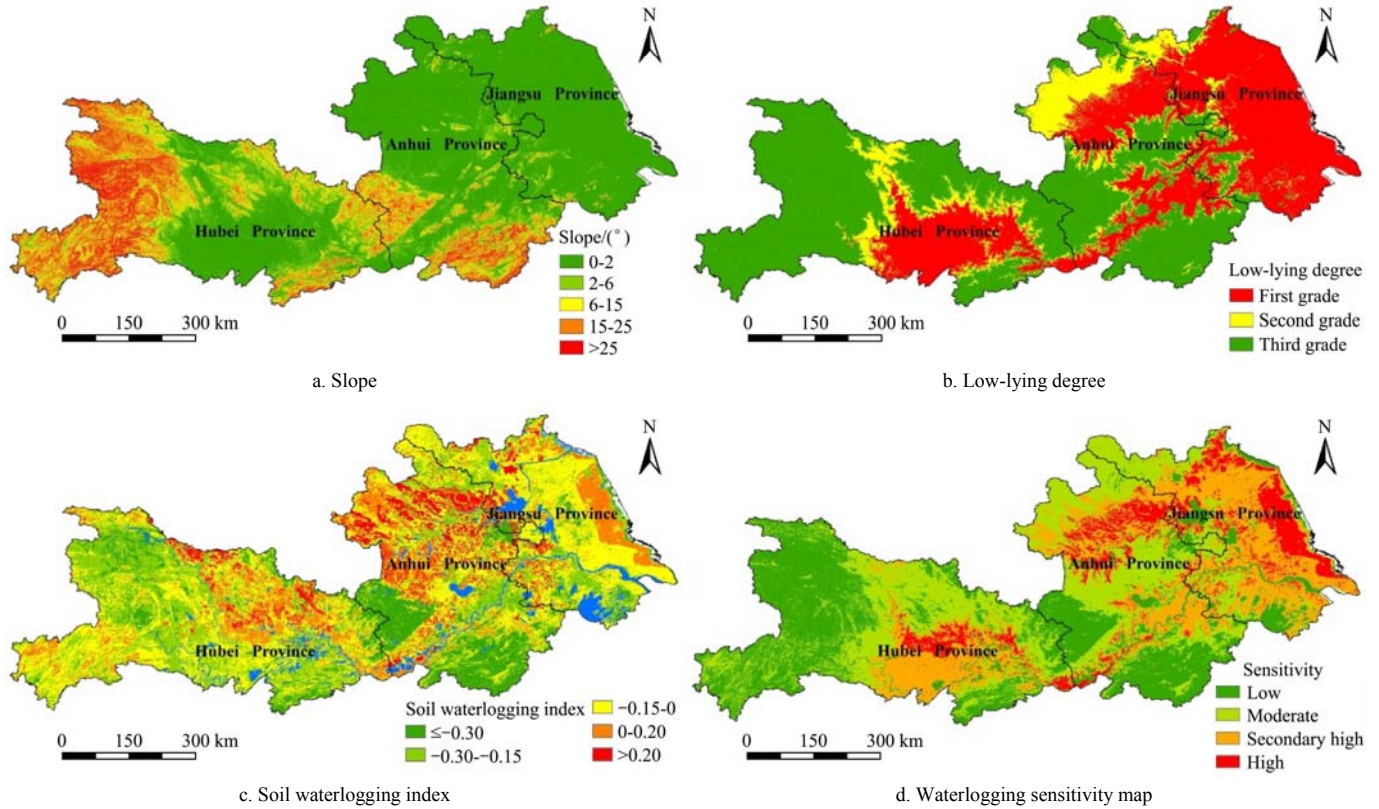 N
Jiangsu Province
Anhui Province
Hubei Province
Slope/(°)
0-2
2-6
6-15
15-25
>25
0 150 300 km
a. Slope
N
Jiangsu Province
Anhui Province
Hubei Province
Low-lying degree
First grade
Second grade
Third grade
0 150 300 km
b. Low-lying degree
N
Jiangsu Province
Anhui Province
Hubei Province
Soil waterlogging index
≤−0.30
−0.30-−0.15
−0.15-0
0-0.20
>0.20
0 150 300 km
c. Soil waterlogging index
N
Jiangsu Province
Anhui Province
Hubei Province
Sensitivity
Low
Moderate
Secondary high
High
0 150 300 km
d. Waterlogging sensitivity map